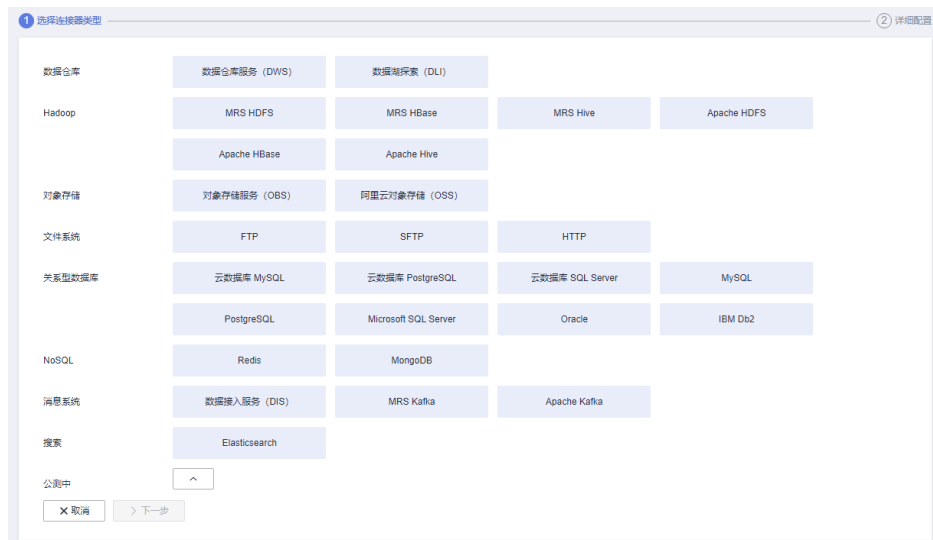 1 选择连接器类型 2 详细配置
数据仓库 数据仓库服务（DWS） 数据湖探索（DLI）
Hadoop MRS HDFS MRS HBase MRS Hive Apache HDFS
Apache HBase Apache Hive
对象存储 对象存储服务（OBS） 阿里云对象存储（OSS）
文件系统 FTP SFTP HTTP
关系型数据库 云数据库 MySQL 云数据库 PostgreSQL 云数据库 SQL Server MySQL
PostgreSQL Microsoft SQL Server Oracle IBM Db2
NoSQL Redis MongoDB
消息系统 数据接入服务（DIS） MRS Kafka Apache Kafka
搜索 Elasticsearch
公测中
取消 下一步